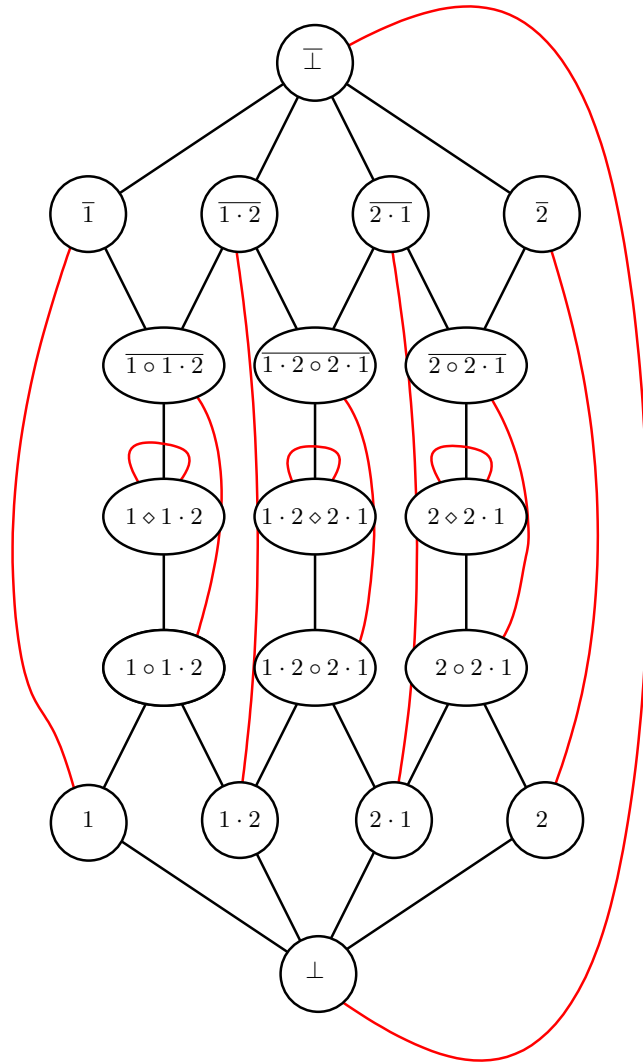 ⊥̅
1̅ 1·2̅ 2·1̅ 2̅
1̅ ̅∘̅ ̅1̅ ̅·̅ ̅2̅ 1̅ ̅·̅ ̅2̅ ̅∘̅ ̅2̅ ̅·̅ ̅1̅ 2̅ ̅∘̅ ̅2̅ ̅·̅ ̅1̅
1 ⋄ 1 · 2 1 · 2 ⋄ 2 · 1 2 ⋄ 2 · 1
1 ∘ 1 · 2 1 · 2 ∘ 2 · 1 2 ∘ 2 · 1
1 1 · 2 2 · 1 2
⊥